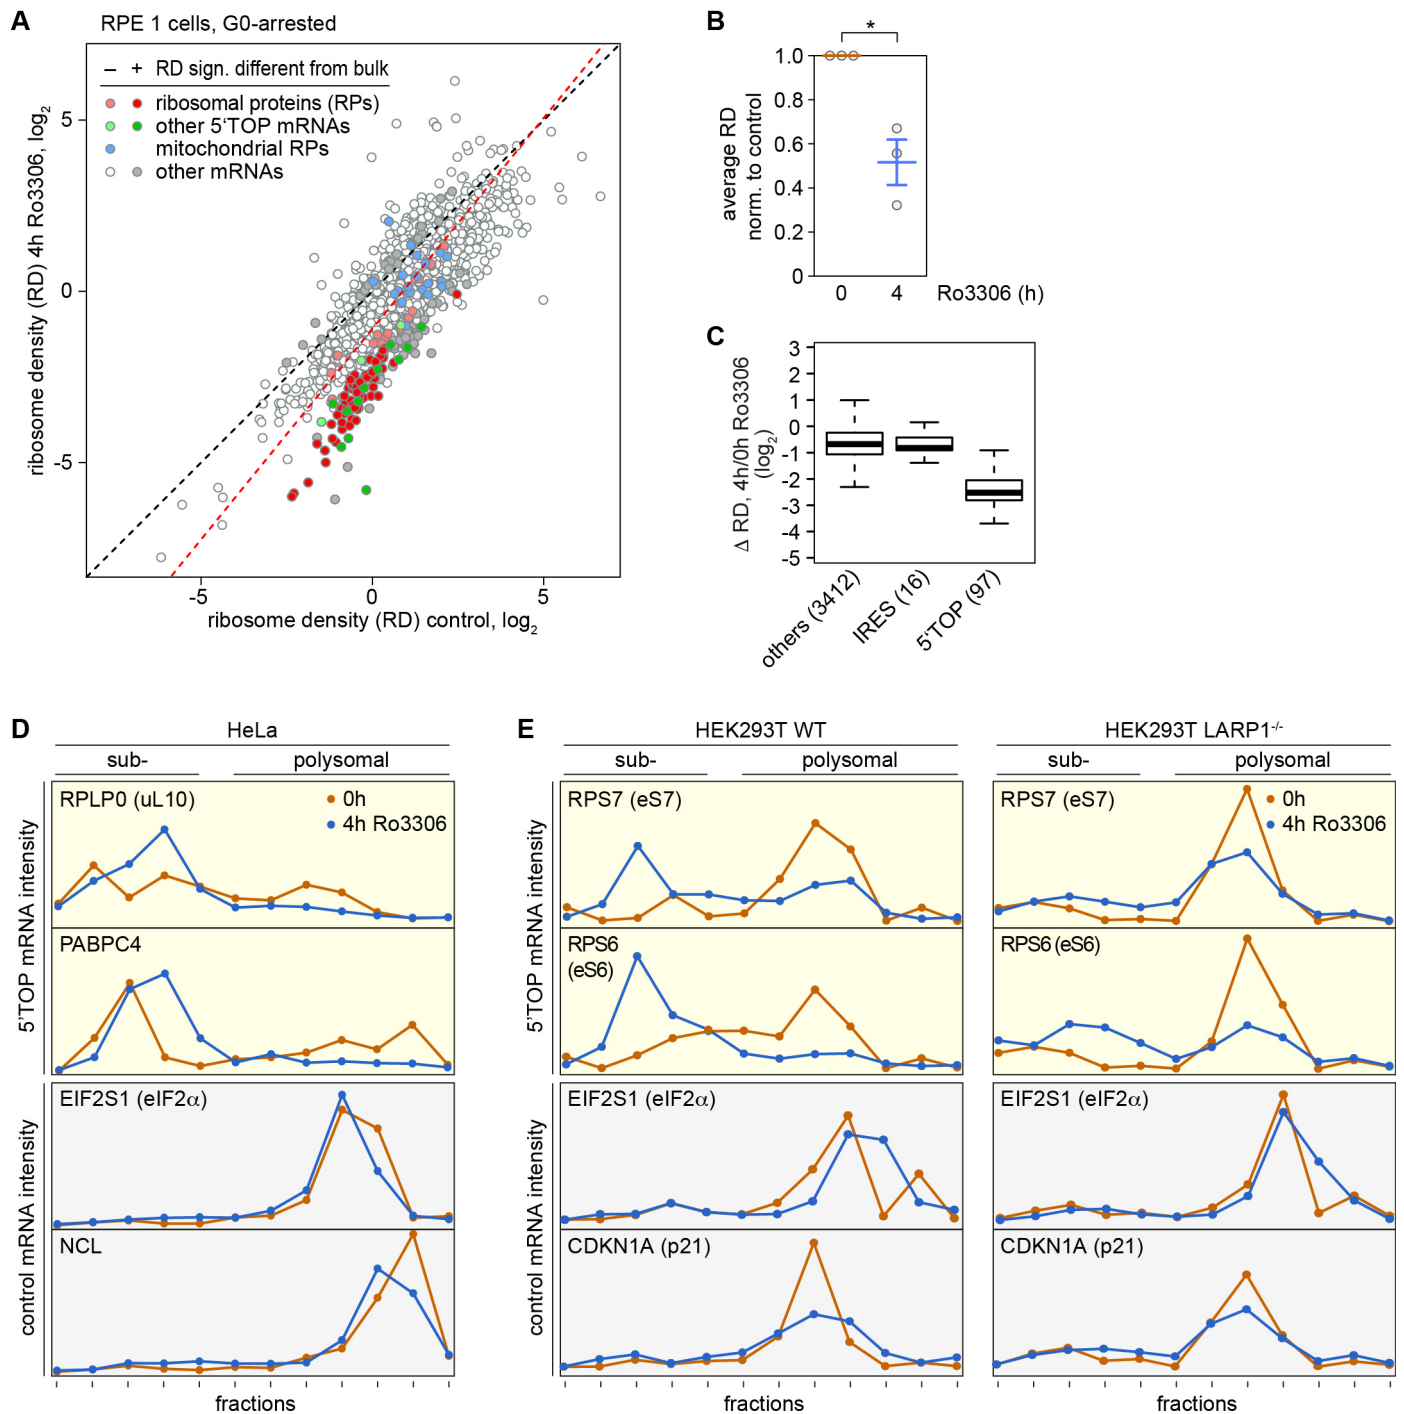 A
RPE 1 cells, G0-arrested
– + RD sign. different from bulk
ribosomal proteins (RPs)
other 5‘TOP mRNAs
mitochondrial RPs
other mRNAs
ribosome density (RD) 4h Ro3306, log2
5
0
-5
-5 0 5
ribosome density (RD) control, log2
B
*
average RD
norm. to control
1.0
0.8
0.6
0.4
0.2
0
0 4 Ro3306 (h)
C
Δ RD, 4h/0h Ro3306
(log2)
3
2
1
0
-1
-2
-3
-4
-5
others (3412)
IRES (16)
5'TOP (97)
D
HeLa
sub- polysomal
5'TOP mRNA intensity
RPLP0 (uL10)
0h
4h Ro3306
PABPC4
control mRNA intensity
EIF2S1 (eIF2α)
NCL
fractions
E
HEK293T WT
sub- polysomal
5'TOP mRNA intensity
RPS7 (eS7)
RPS6
(eS6)
control mRNA intensity
EIF2S1 (eIF2α)
CDKN1A (p21)
fractions
HEK293T LARP1-/-
sub- polysomal
RPS7 (eS7)
0h
4h Ro3306
RPS6 (eS6)
EIF2S1 (eIF2α)
CDKN1A (p21)
fractions